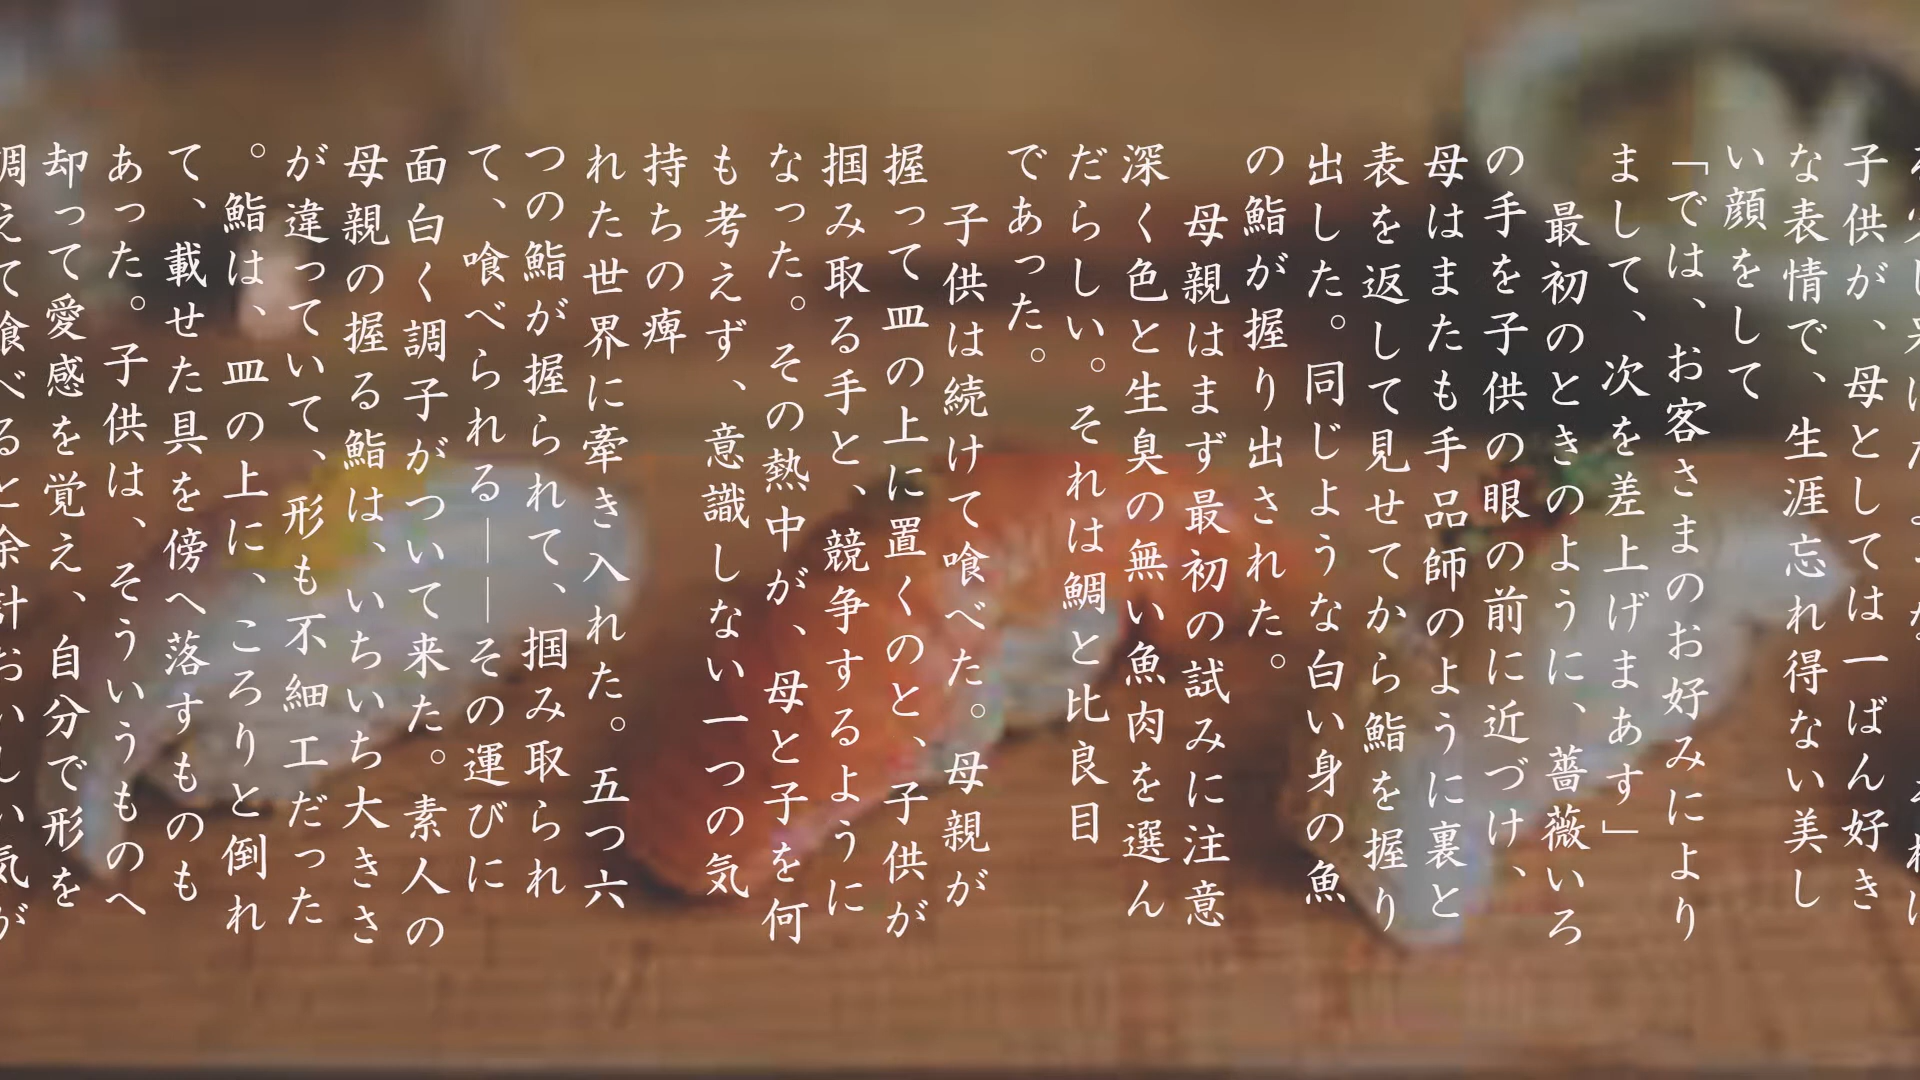 子供が、母としては一ばん好き
な表情で、生涯忘れ得ない美し
い顔をして
「では、お客さまのお好みにより
まして、次を差上げまあす」
最初のときのように、薔薇いろ
の手を子供の眼の前に近づけ、
母はまたも手品師のように裏と
表を返して見せてから鮨を握り
出した。同じような白い身の魚
の鮨が握り出された。
母親はまず最初の試みに注意
深く色と生臭の無い魚肉を選ん
だらしい。それは鯛と比良目
であった。
子供は続けて喰べた。母親が
握って皿の上に置くのと、子供が
掴み取る手と、競争するように
なった。その熱中が、母と子を何
も考えず、意識しない一つの気
持ちの痺
れた世界に牽き入れた。五つ六
つの鮨が握られて、掴み取られ
て、喰べられる――その運びに
面白く調子がついて来た。素人の
母親の握る鮨は、いちいち大きさ
が違っていて、形も不細工だった
。鮨は、皿の上に、ころりと倒れ
て、載せた具を傍へ落すものも
あった。子供は、そういうものへ
却って愛感を覚え、自分で形を
調えて喰べると余計おいしい気が